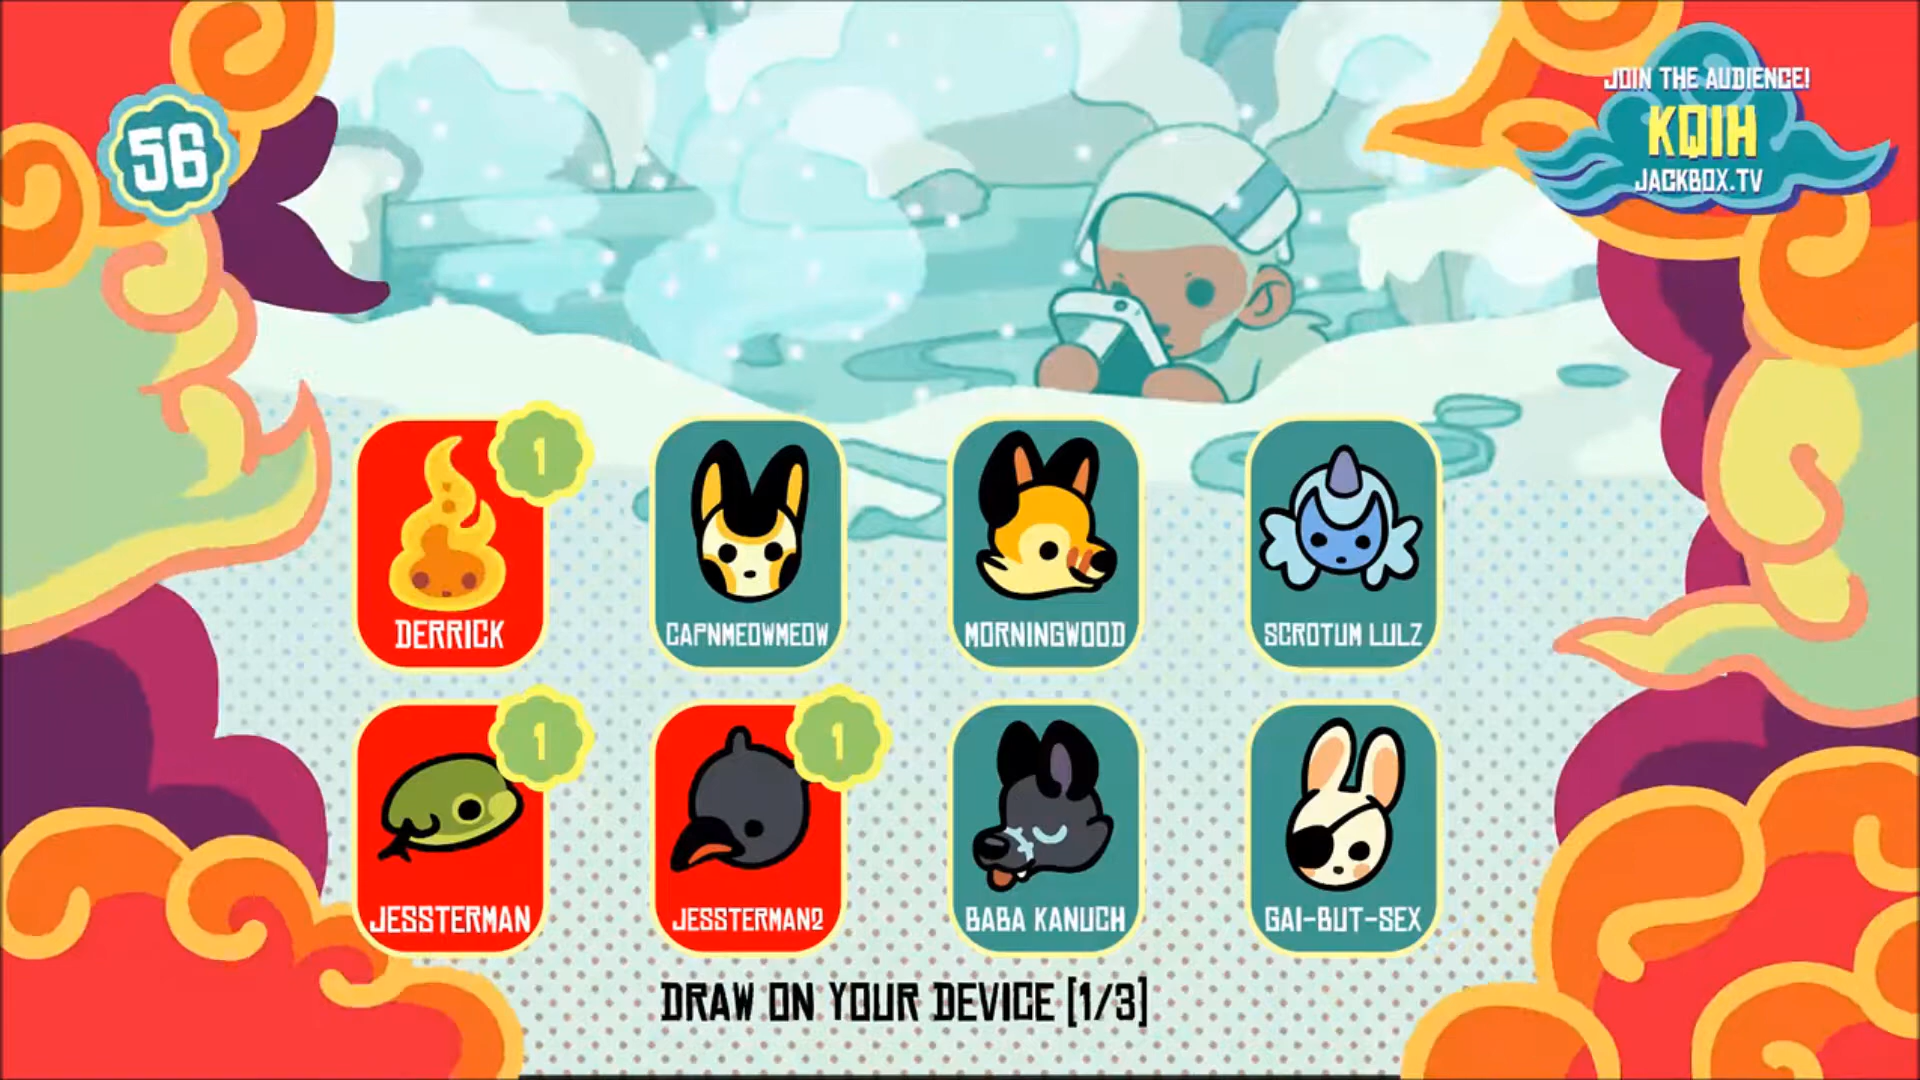 56
JOIN THE AUDIENCE!
KQIH
JACKBOX.TV
1
DERRICK
CAPNMEOWMEOW
MORNINGWOOD
SCROTUM LULZ
1
1
JESSTERMAN
JESSTERMAN2
BABA KANUCH
GAI-BUT-SEX
DRAW ON YOUR DEVICE [1/3]